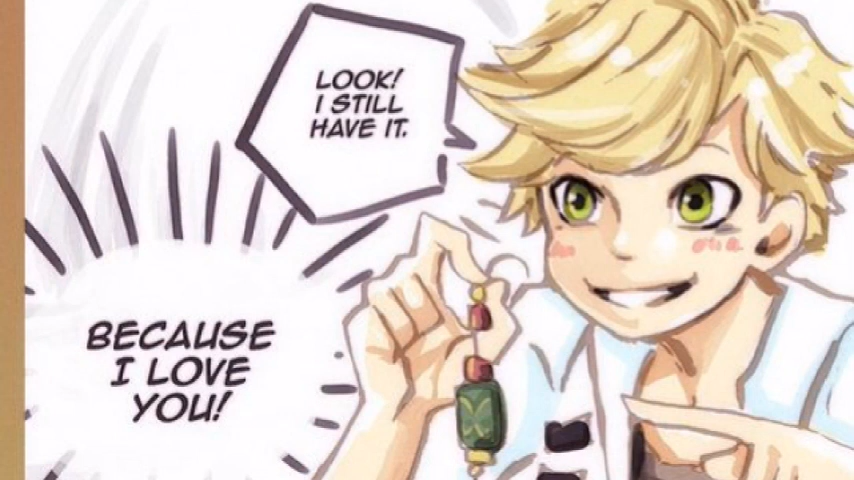 LOOK!
I STILL
HAVE IT.
BECAUSE
I LOVE
YOU!